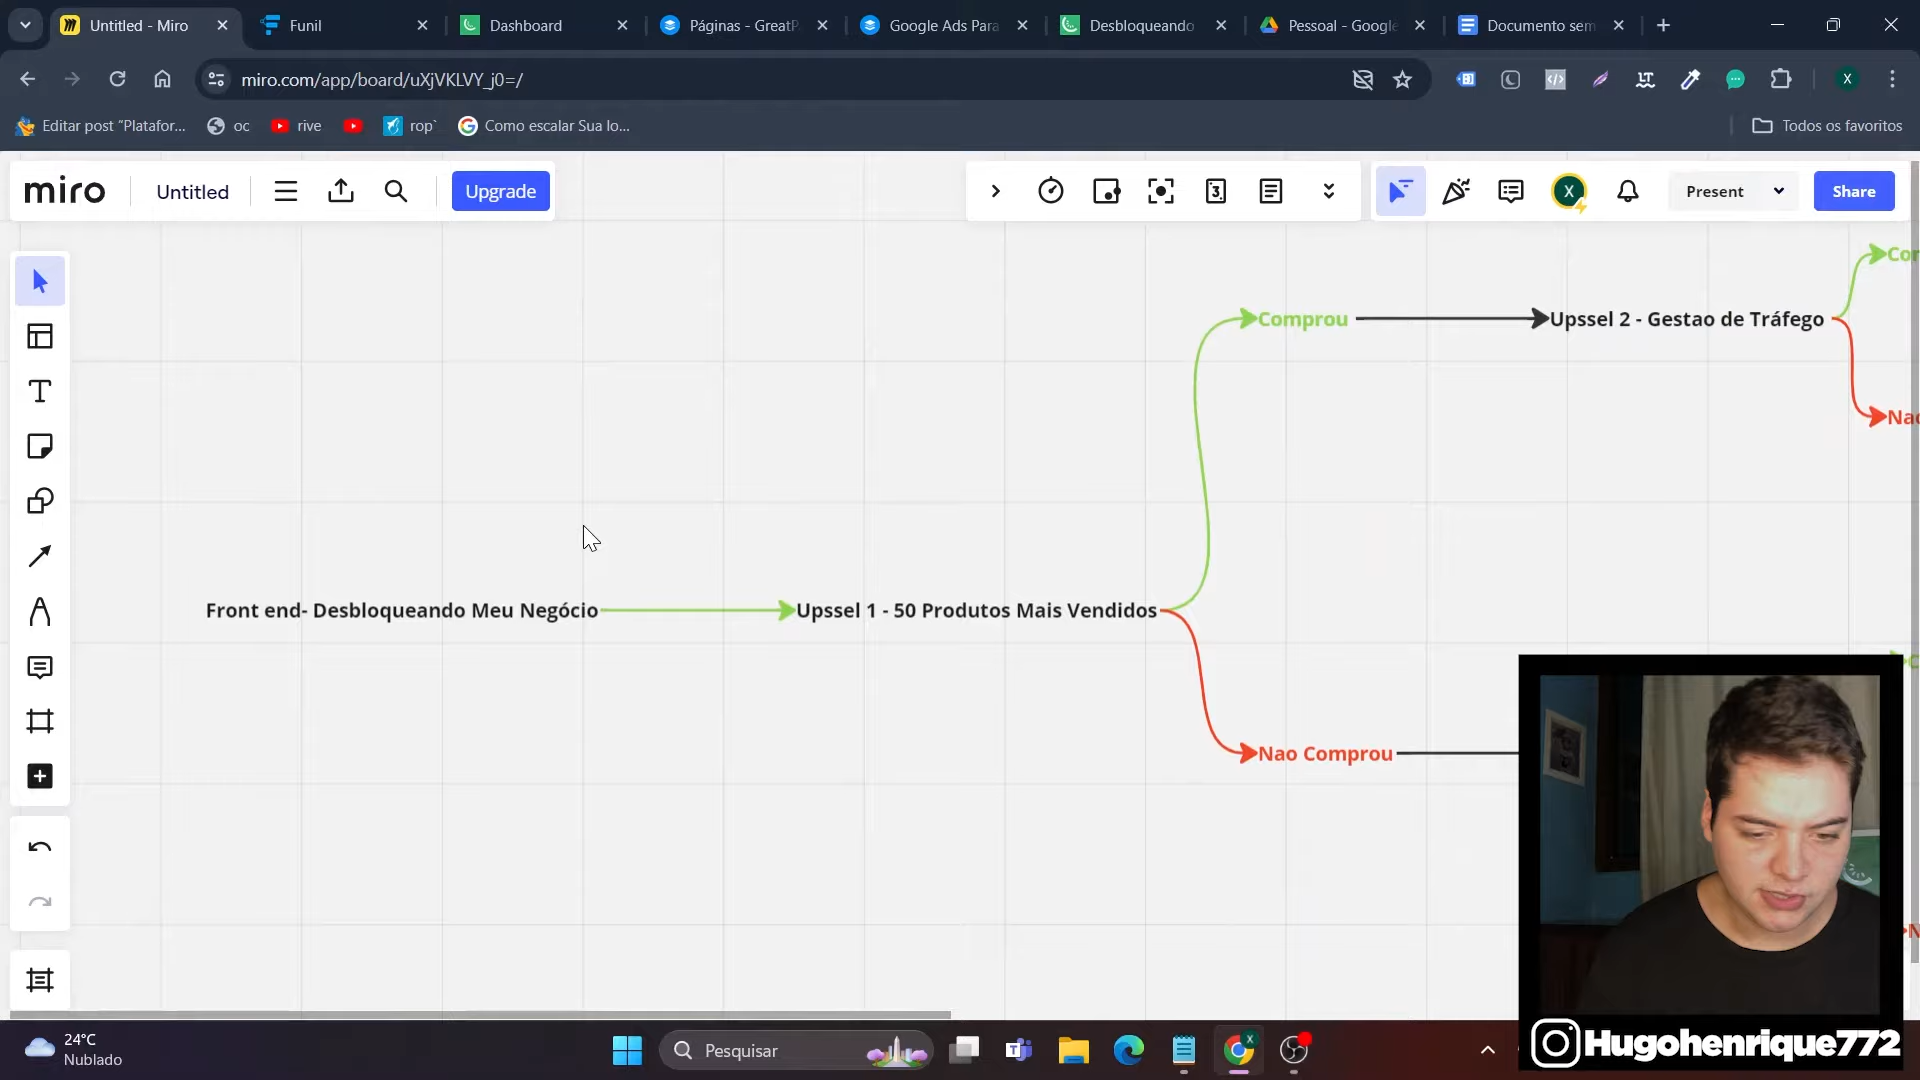 Untitled - Miro
Funil
Dashboard
Páginas - GreatP
Google Ads Para
Desbloqueando
Pessoal - Google
Documento sem
miro.com/app/board/uXjVKLVY_j0=/
Editar post "Platafor...
oc
rive
rop`
Como escalar Sua lo...
Todos os favoritos
miro
Untitled
Upgrade
Present
Share
Comprou
Upssel 2 - Gestao de Tráfego
Front end- Desbloqueando Meu Negócio
Upssel 1 - 50 Produtos Mais Vendidos
Nao Comprou
24°C
Nublado
Pesquisar
Hugohenrique772